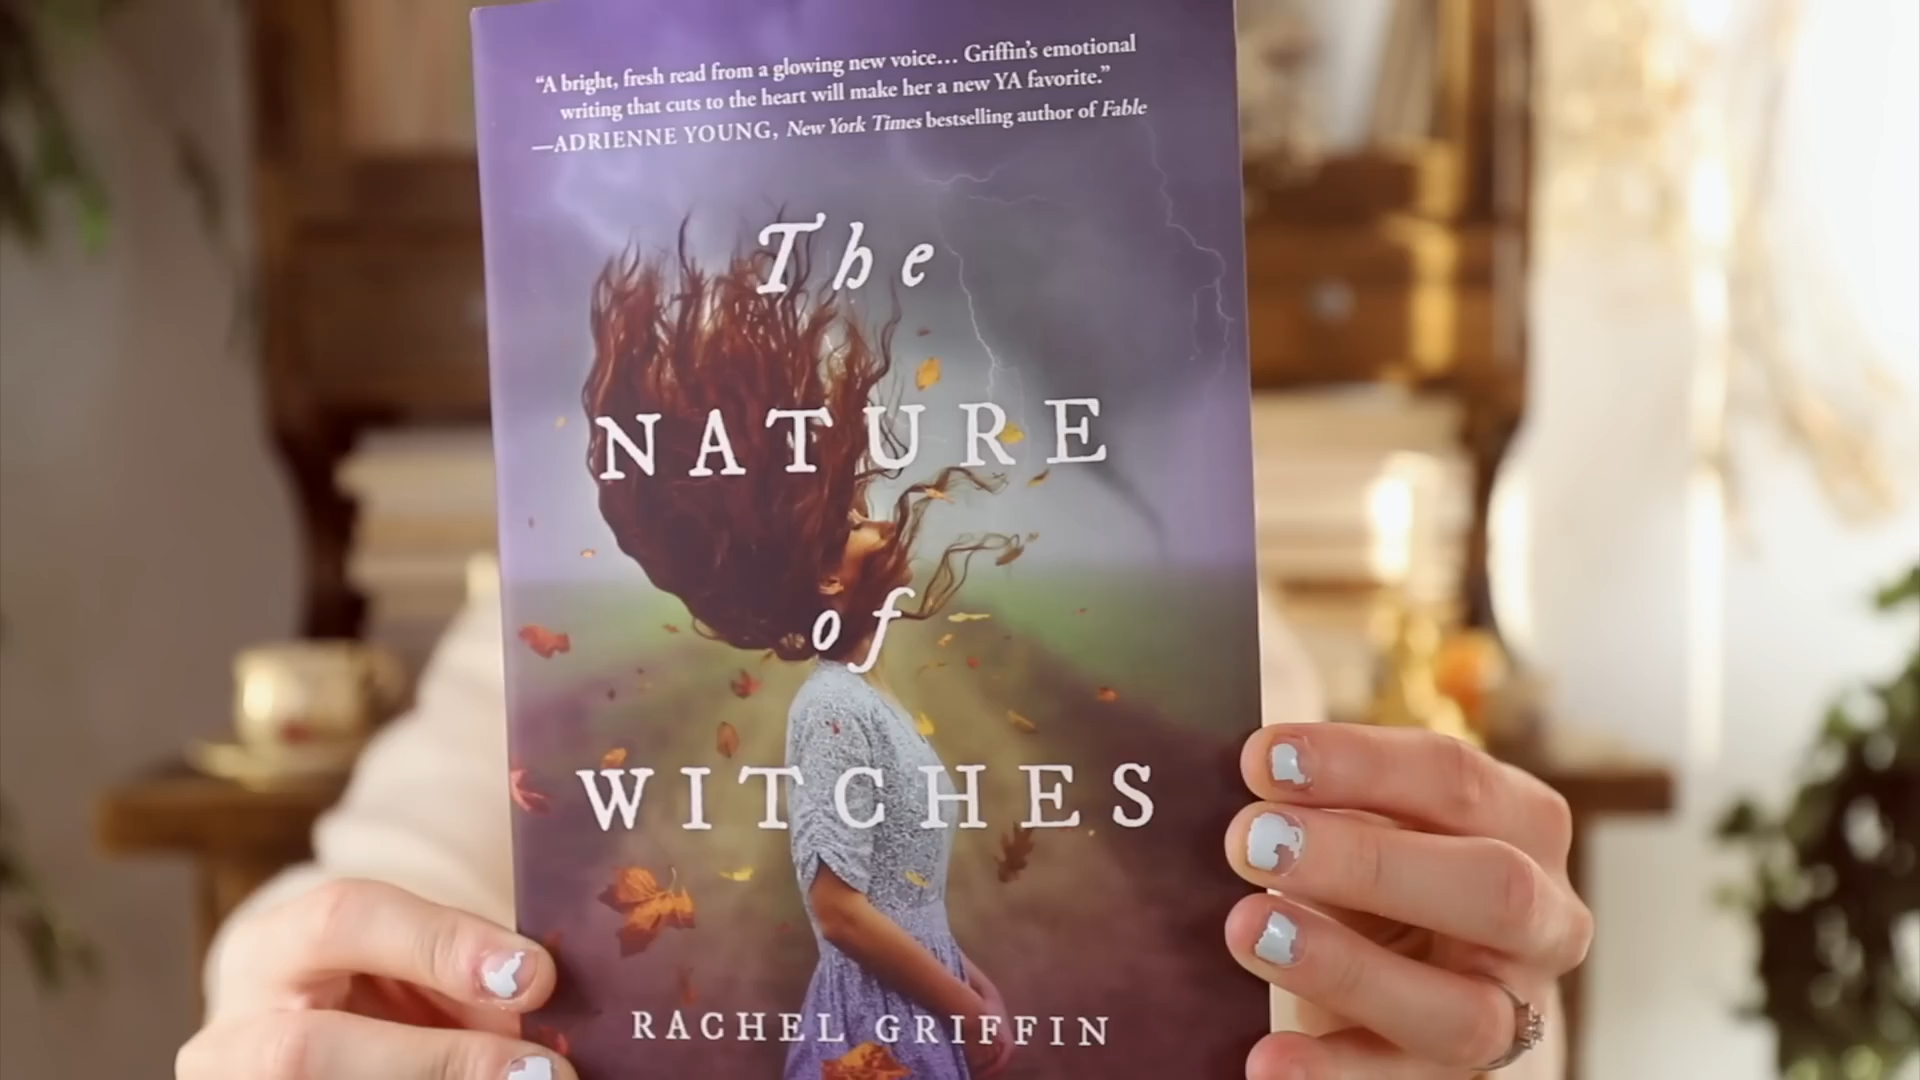 “A bright, fresh read from a glowing new voice… Griffin’s emotional
writing that cuts to the heart will make her a new YA favorite.”
—ADRIENNE YOUNG, New York Times bestselling author of Fable
The
NATURE
of
WITCHES
RACHEL GRIFFIN